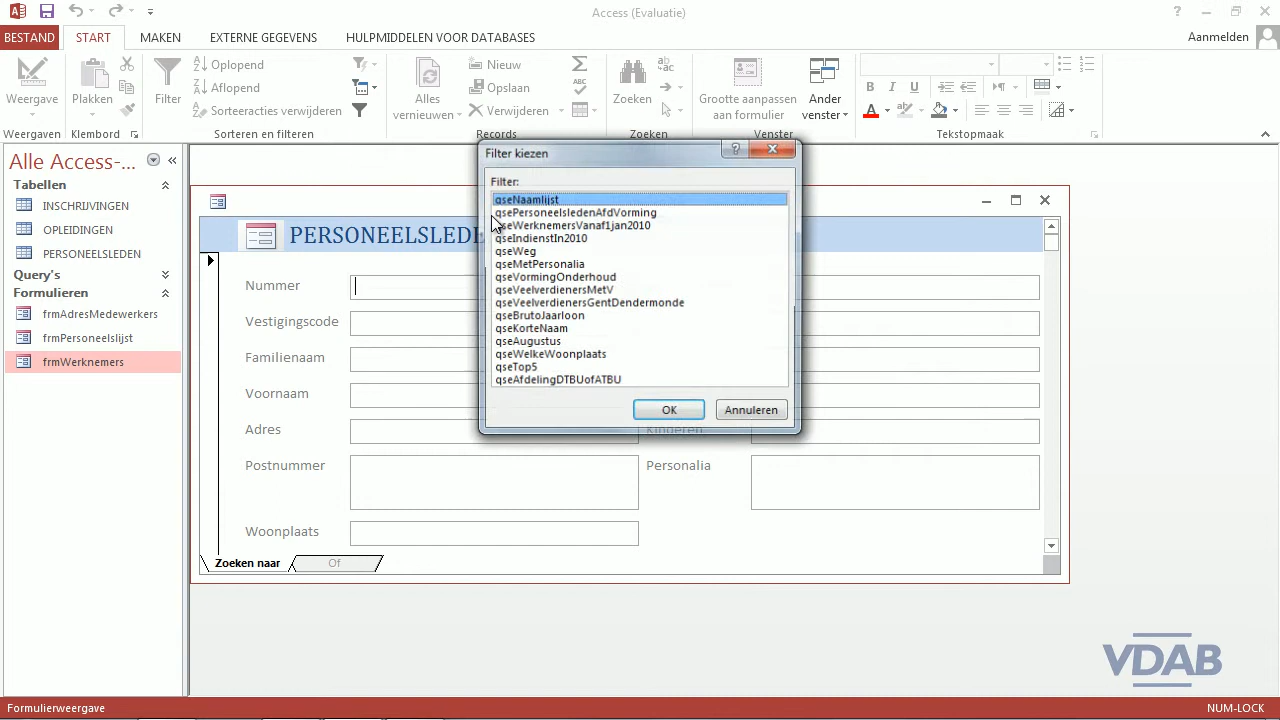 Access (Evaluatie)
BESTAND START MAKEN EXTERNE GEGEVENS HULPMIDDELEN VOOR DATABASES Aanmelden
Weergave
Plakken
Filter
Oplopend
Aflopend
Sorteeracties verwijderen
Alles
vernieuwen
Nieuw
Opslaan
Verwijderen
Zoeken
Grootte aanpassen
aan formulier
Ander
venster
B I U
Weergaven Klembord Sorteren en filteren Records Zoeken Venster Tekstopmaak
Alle Access-...
Tabellen
INSCHRIJVINGEN
OPLEIDINGEN
PERSONEELSLEDEN
Query's
Formulieren
frmAdresMedewerkers
frmPersoneelslijst
frmWerknemers
PERSONEELSLEDE
Nummer
Vestigingscode
Familienaam
Voornaam
Adres
Kinderen
Postnummer
Personalia
Woonplaats
Zoeken naar
Of
Filter kiezen
Filter:
qseNaamlijst
qsePersoneelsledenAfdVorming
qseWerknemersVanaf1jan2010
qseIndienstIn2010
qseWeg
qseMetPersonalia
qseVormingOnderhoud
qseVeelverdienersMetV
qseVeelverdienersGentDendermonde
qseBrutoJaarloon
qseKorteNaam
qseAugustus
qseWelkeWoonplaats
qseTop5
qseAfdelingDTBUofATBU
OK
Annuleren
VDAB
Formulierweergave
NUM-LOCK